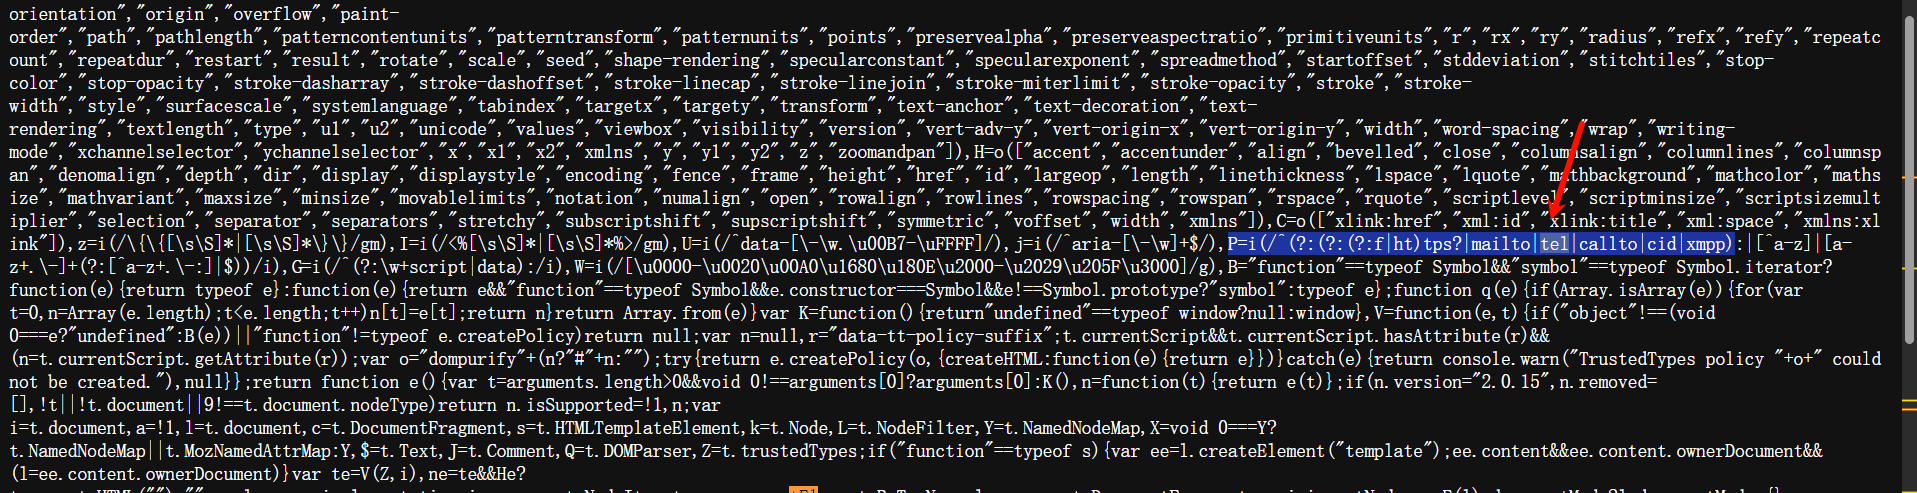 orientation","origin","overflow","paint-
order","path","pathlength","patterncontentunits","patterntransform","patternunits","points","preservealpha","preserveaspectratio","primitiveunits","r","rx","ry","radius","refx","refy","repeatc
ount","repeatdur","restart","result","rotate","scale","seed","shape-rendering","specularconstant","specularexponent","spreadmethod","startoffset","stddeviation","stitchtiles","stop-
color","stop-opacity","stroke-dasharray","stroke-dashoffset","stroke-linecap","stroke-linejoin","stroke-miterlimit","stroke-opacity","stroke","stroke-
width","style","surfacescale","systemlanguage","tabindex","targetx","targety","transform","text-anchor","text-decoration","text-
rendering","textlength","type","u1","u2","unicode","values","viewbox","visibility","version","vert-adv-y","vert-origin-x","vert-origin-y","width","word-spacing","wrap","writing-
mode","xchannelselector","ychannelselector","x","x1","x2","xmlns","y","y1","y2","z","zoomandpan"]),H=o(["accent","accentunder","align","bevelled","close","columnsalign","columnlines","columnsp
an","denomalign","depth","dir","display","displaystyle","encoding","fence","frame","height","href","id","largeop","length","linethickness","lspace","lquote","mathbackground","mathcolor","maths
ize","mathvariant","maxsize","minsize","movablelimits","notation","numalign","open","rowalign","rowlines","rowspacing","rowspan","rspace","rquote","scriptlevel","scriptminsize","scriptsizemult
iplier","selection","separator","separators","stretchy","subscriptshift","supscriptshift","symmetric","voffset","width","xmlns"]),C=o(["xlink:href","xml:id","xlink:title","xml:space","xmlns:xl
ink"]),z=i(/\{\{[\s\S]*|[\s\S]*\}\}/gm),I=i(/<%[\s\S]*|[\s\S]*%>/gm),U=i(/^data-[\-\w.\u00B7-\uFFFF]/),j=i(/^aria-[\-\w]+$/),P=i(/^(?:(?:(?:f|ht)tps?|mailto|tel|callto|cid|xmpp):|[^a-z]|[a-
z+.\-]+(?:[^a-z+.\-:]|$))/i),G=i(/^(?:\w+script|data):/i),W=i(/[\u0000-\u0020\u00A0\u1680\u180E\u2000-\u2029\u205F\u3000]/g),B="function"==typeof Symbol&&"symbol"==typeof Symbol.iterator?
function(e){return typeof e}:function(e){return e&&"function"==typeof Symbol&&e.constructor===Symbol&&e!==Symbol.prototype?"symbol":typeof e};function q(e){if(Array.isArray(e)){for(var
t=0,n=Array(e.length);t<e.length;t++)n[t]=e[t];return n}return Array.from(e)}var K=function(){return"undefined"==typeof window?null:window},V=function(e,t){if("object"!==(void
0===e?"undefined":B(e))||"function"!=typeof e.createPolicy)return null;var n=null,r="data-tt-policy-suffix";t.currentScript&&t.currentScript.hasAttribute(r)&&
(n=t.currentScript.getAttribute(r));var o="dompurify"+(n?"#"+n:"");try{return e.createPolicy(o,{createHTML:function(e){return e}})}catch(e){return console.warn("TrustedTypes policy "+o+" could
not be created."),null}};return function e(){var t=arguments.length>0&&void 0!==arguments[0]?arguments[0]:K(),n=function(t){return e(t)};if(n.version="2.0.15",n.removed=
[],!t||!t.document||9!==t.document.nodeType)return n.isSupported=!1,n;var
i=t.document,a=!1,l=t.document,c=t.DocumentFragment,s=t.HTMLTemplateElement,k=t.Node,L=t.NodeFilter,Y=t.NamedNodeMap,X=void 0===Y?
t.NamedNodeMap||t.MozNamedAttrMap:Y,$=t.Text,J=t.Comment,Q=t.DOMParser,Z=t.trustedTypes;if("function"==typeof s){var ee=l.createElement("template");ee.content&&ee.content.ownerDocument&&
(l=ee.content.ownerDocument)}var te=V(Z,i),ne=te&&He?